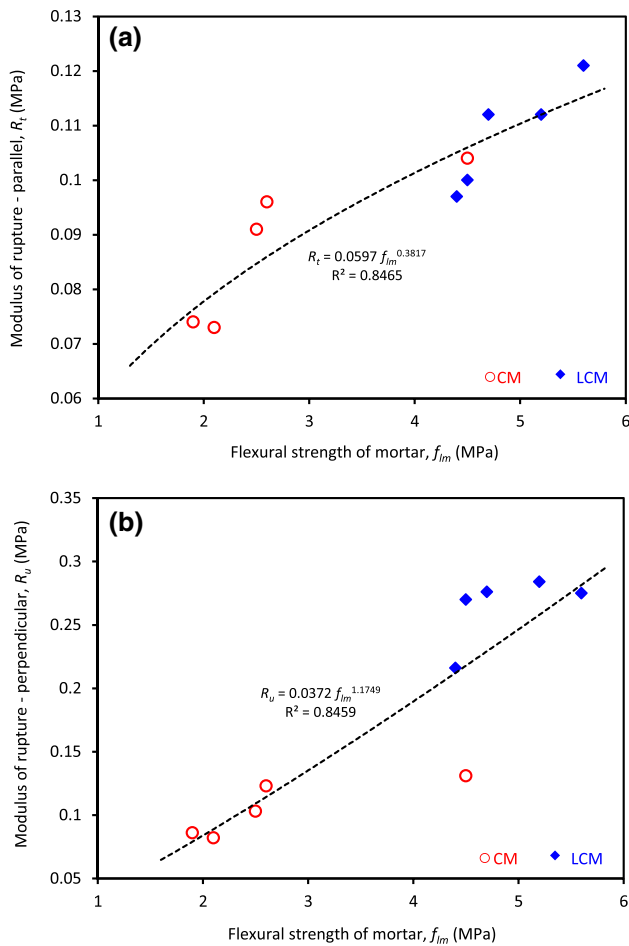 (a)
0.13
0.12
0.11
0.1
0.09
0.08
0.07
0.06
Modulus of rupture - parallel, Rt (MPa)
Rt = 0.0597 flm^0.3817
R² = 0.8465
CM LCM
1 2 3 4 5 6
Flexural strength of mortar, flm (MPa)
(b)
0.35
0.3
0.25
0.2
0.15
0.1
0.05
Modulus of rupture - perpendicular, Ru (MPa)
Ru = 0.0372 flm^1.1749
R² = 0.8459
CM LCM
1 2 3 4 5 6
Flexural strength of mortar, flm (MPa)